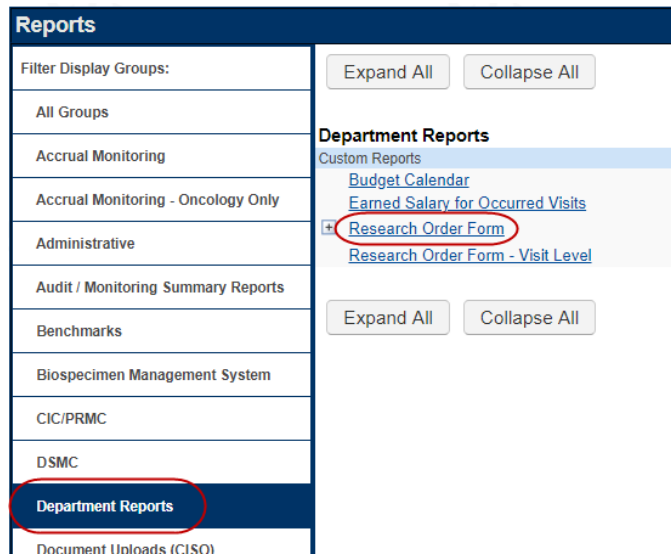 Reports
Filter Display Groups:
All Groups
Accrual Monitoring
Accrual Monitoring - Oncology Only
Administrative
Audit / Monitoring Summary Reports
Benchmarks
Biospecimen Management System
CIC/PRMC
DSMC
Department Reports
Document Uploads (CISO)
Expand All Collapse All
Department Reports
Custom Reports
Budget Calendar
Earned Salary for Occurred Visits
+ Research Order Form
Research Order Form - Visit Level
Expand All Collapse All